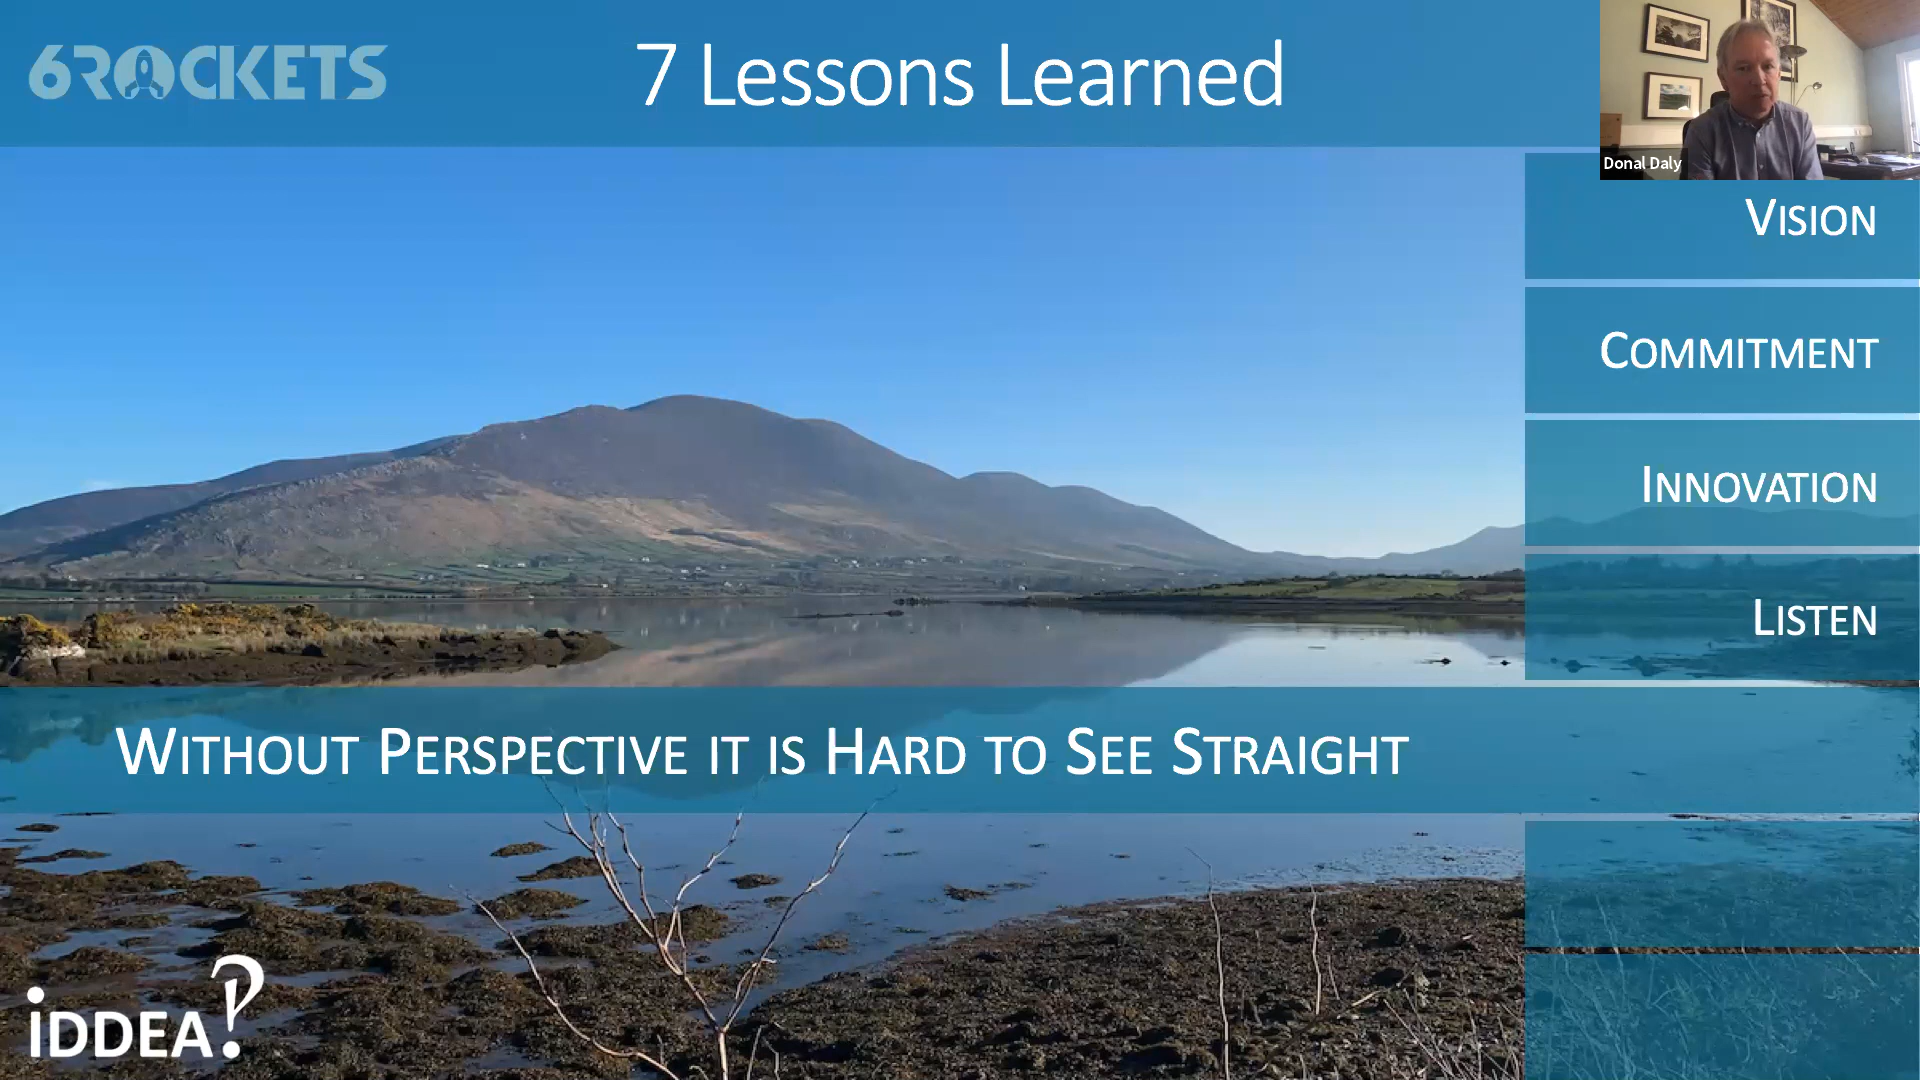 6ROCKETS
7 Lessons Learned
Donal Daly
VISION
COMMITMENT
INNOVATION
LISTEN
WITHOUT PERSPECTIVE IT IS HARD TO SEE STRAIGHT
iDDEA?